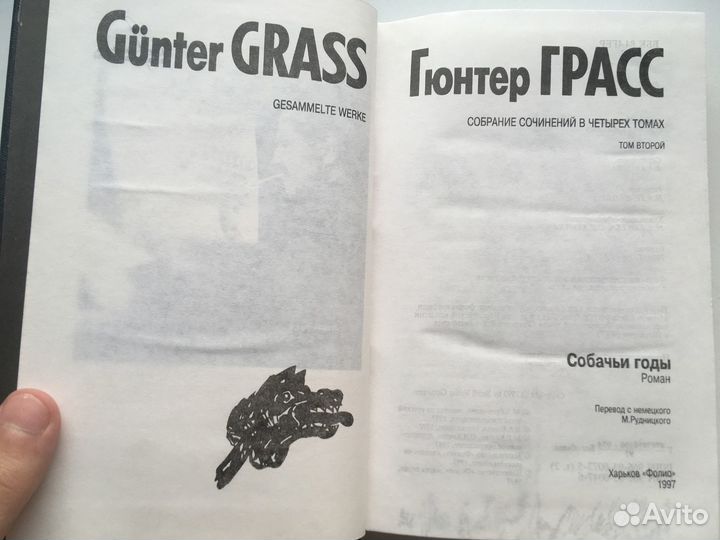 Günter GRASS
GESAMMELTE WERKE
Гюнтер ГРАСС
СОБРАНИЕ СОЧИНЕНИЙ В ЧЕТЫРЕХ ТОМАХ
ТОМ ВТОРОЙ
Собачьи годы
Роман
Перевод с немецкого
М.Рудницкого
Харьков «Фолио»
1997
Avito